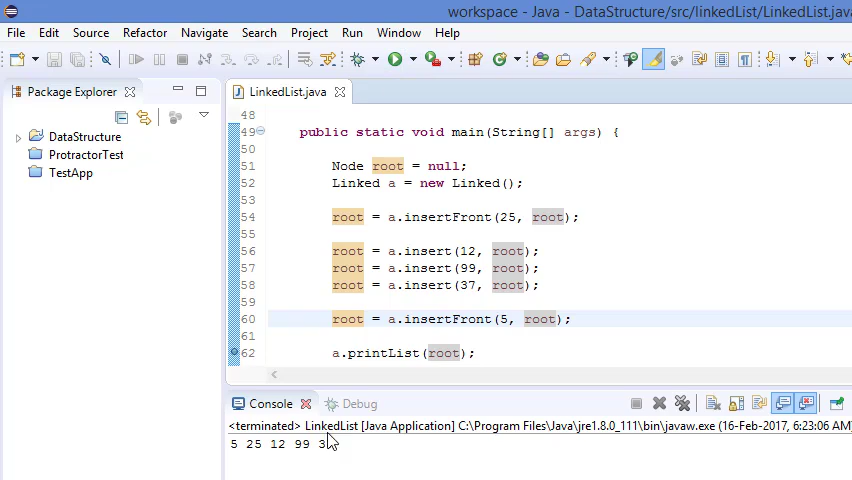 workspace - Java - DataStructure/src/linkedList/LinkedList.java
File Edit Source Refactor Navigate Search Project Run Window Help
Package Explorer
DataStructure
ProtractorTest
TestApp
LinkedList.java
48
49 public static void main(String[] args) {
50
51 Node root = null;
52 Linked a = new Linked();
53
54 root = a.insertFront(25, root);
55
56 root = a.insert(12, root);
57 root = a.insert(99, root);
58 root = a.insert(37, root);
59
60 root = a.insertFront(5, root);
61
62 a.printList(root);
Console Debug
<terminated> LinkedList [Java Application] C:\Program Files\Java\jre1.8.0_111\bin\javaw.exe (16-Feb-2017, 6:23:06 AM)
5 25 12 99 3